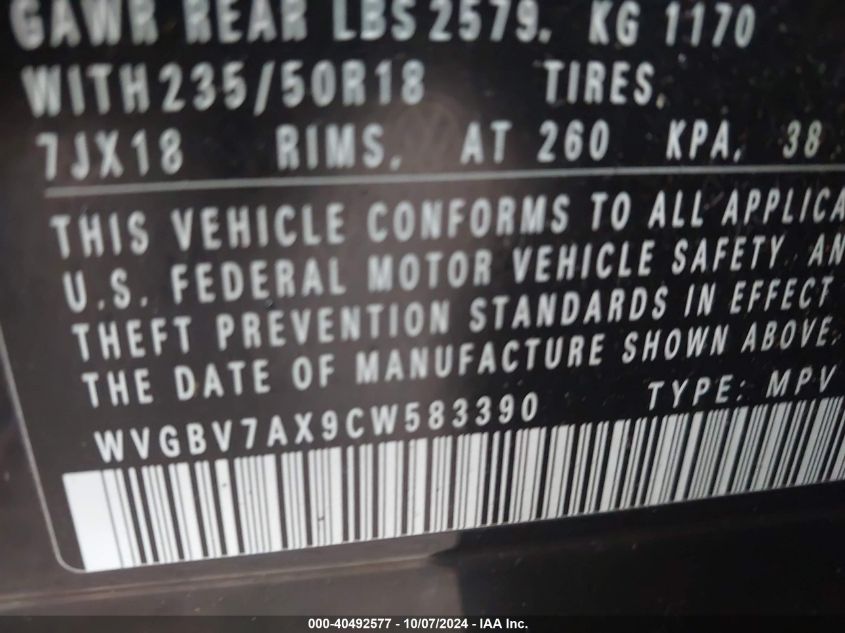 GAWR REAR LBS 2579. KG 1170
WITH 235/50R18 TIRES,
7JX18 RIMS, AT 260 KPA, 38
THIS VEHICLE CONFORMS TO ALL APPLICA
U.S. FEDERAL MOTOR VEHICLE SAFETY AN
THEFT PREVENTION STANDARDS IN EFFECT
THE DATE OF MANUFACTURE SHOWN ABOVE.
WVGBV7AX9CW583390 TYPE: MPV
000-40492577 - 10/07/2024 - IAA Inc.